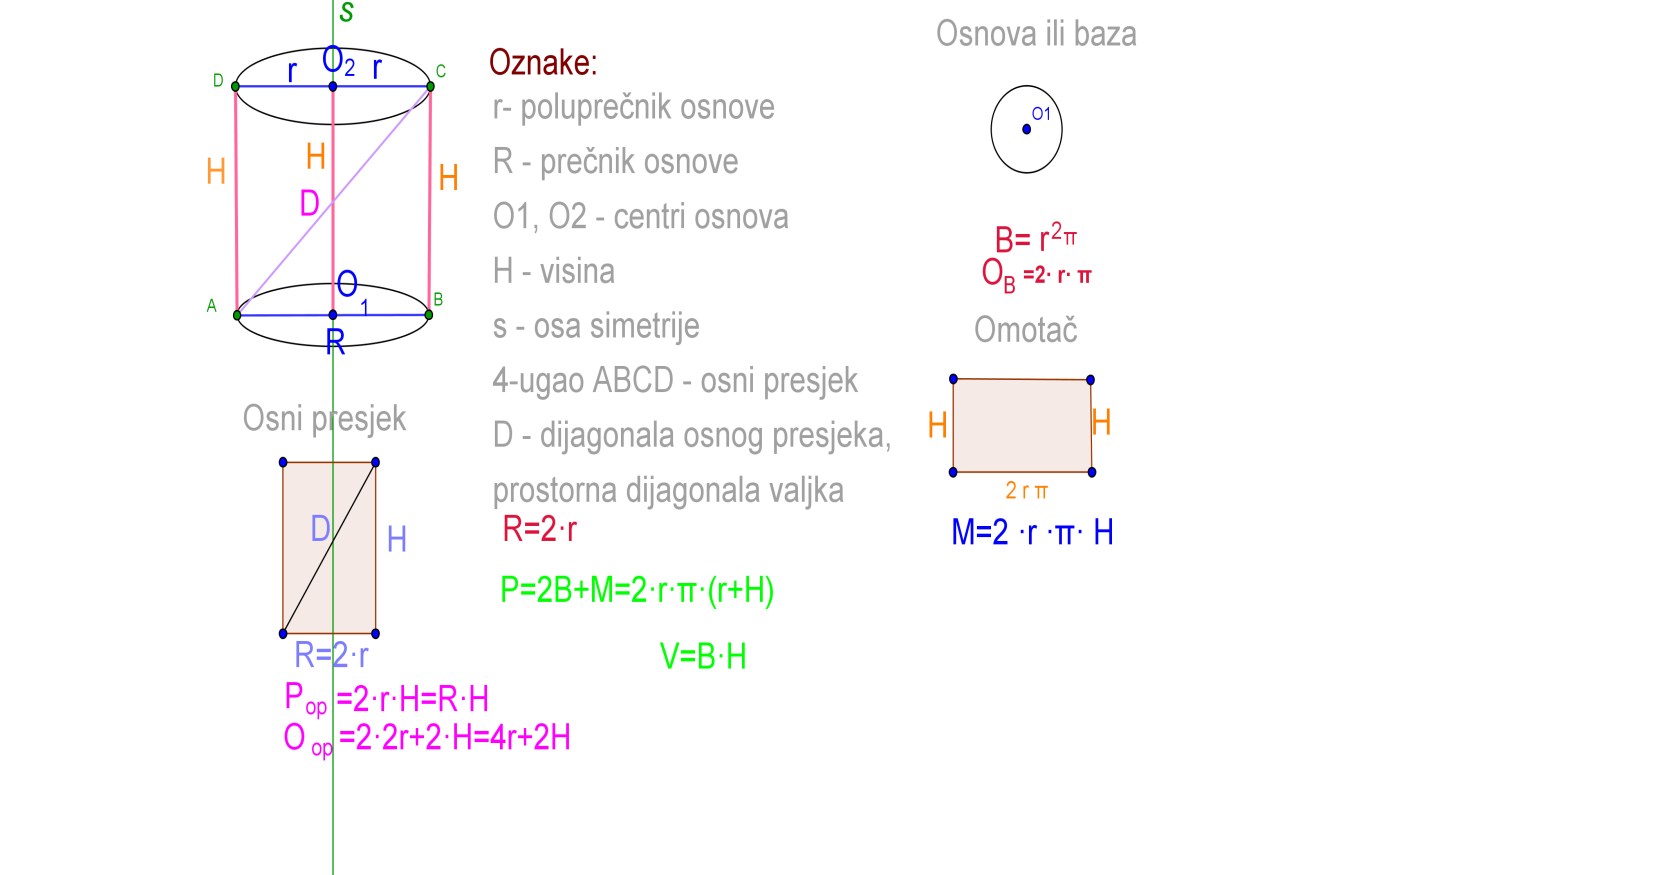 s
O2
r
r
D
C
H
H
H
D
O
1
A
B
R
Osni presjek
D
H
R=2·r
Pop =2·r·H=R·H
Oop =2·2r+2·H=4r+2H
Oznake:
r- poluprečnik osnove
R - prečnik osnove
O1, O2 - centri osnova
H - visina
s - osa simetrije
4-ugao ABCD - osni presjek
D - dijagonala osnog presjeka,
prostorna dijagonala valjka
R=2·r
P=2B+M=2·r·π·(r+H)
V=B·H
Osnova ili baza
O1
B= r²π
OB =2· r· π
Omotač
H
H
2 r π
M=2 ·r ·π· H